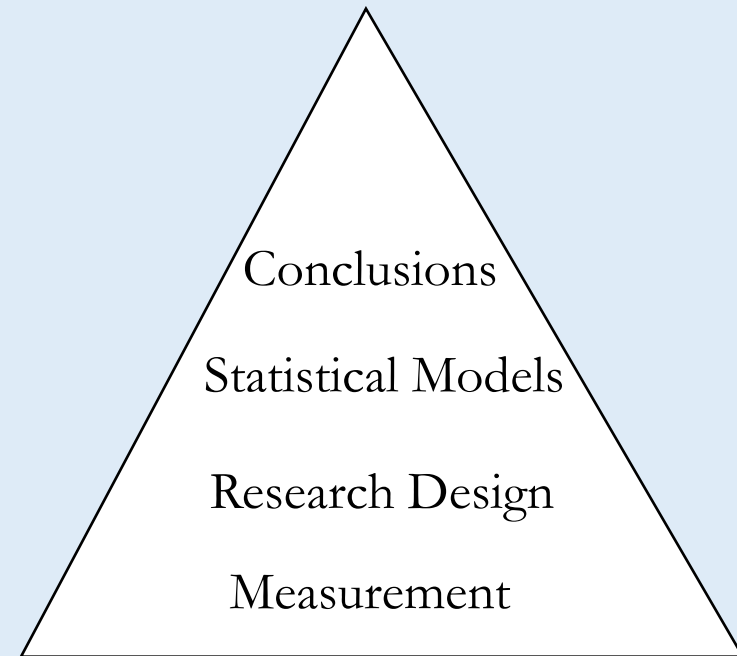 Conclusions
Statistical Models
Research Design
Measurement